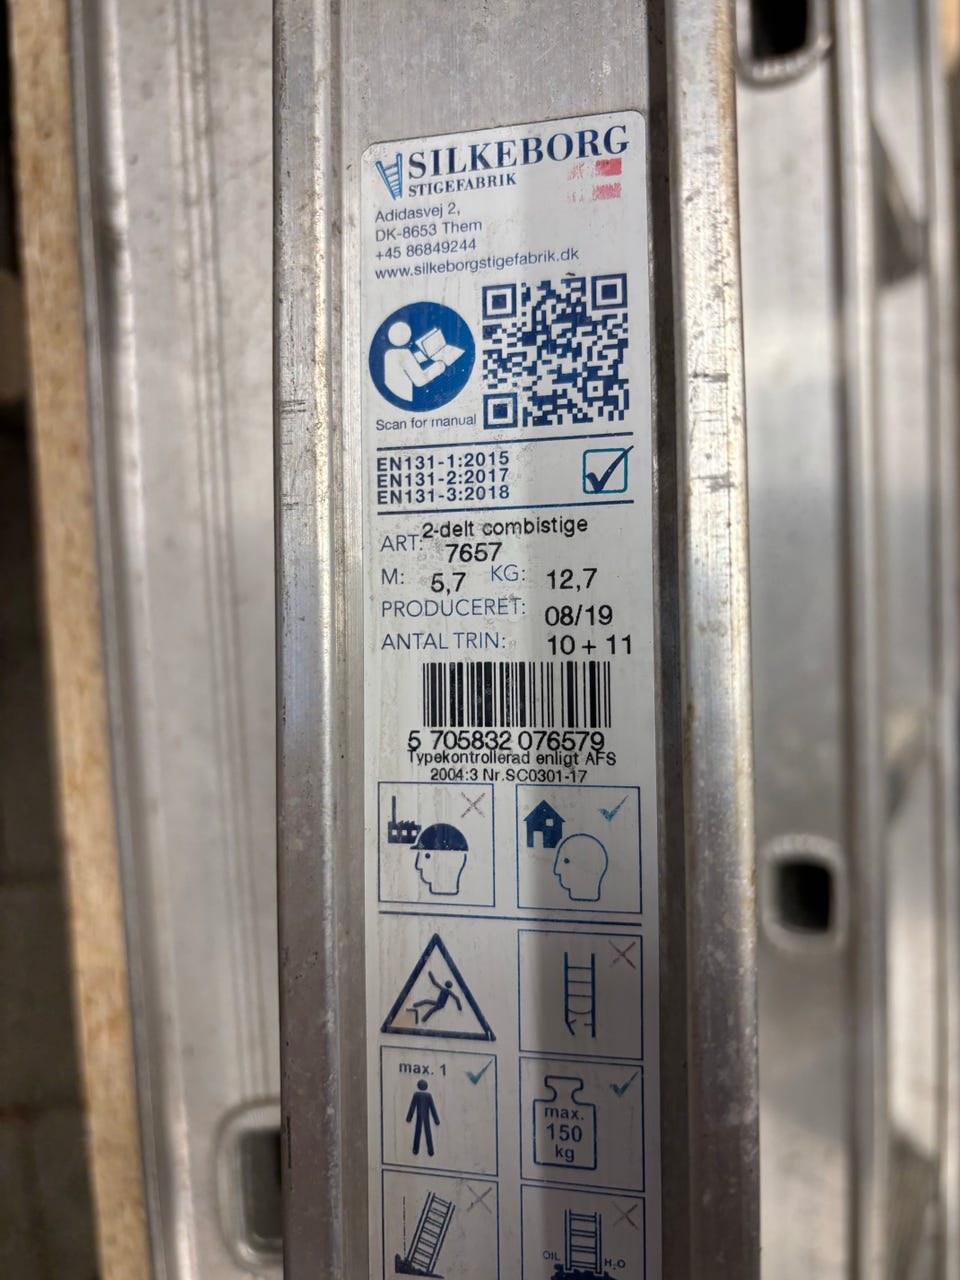 SILKEBORG
STIGEFABRIK
Adidasvej 2,
DK-8653 Them
+45 86849244
www.silkeborgstigefabrik.dk
Scan for manual
EN131-1:2015
EN131-2:2017
EN131-3:2018
2-delt combistige
ART: 7657
M: 5,7 KG: 12,7
PRODUCERET: 08/19
ANTAL TRIN: 10 + 11
5 705832 076579
Typekontrollerad enligt AFS
2004:3 Nr.SC0301-17
max. 1
max.
150
kg
OIL H₂O